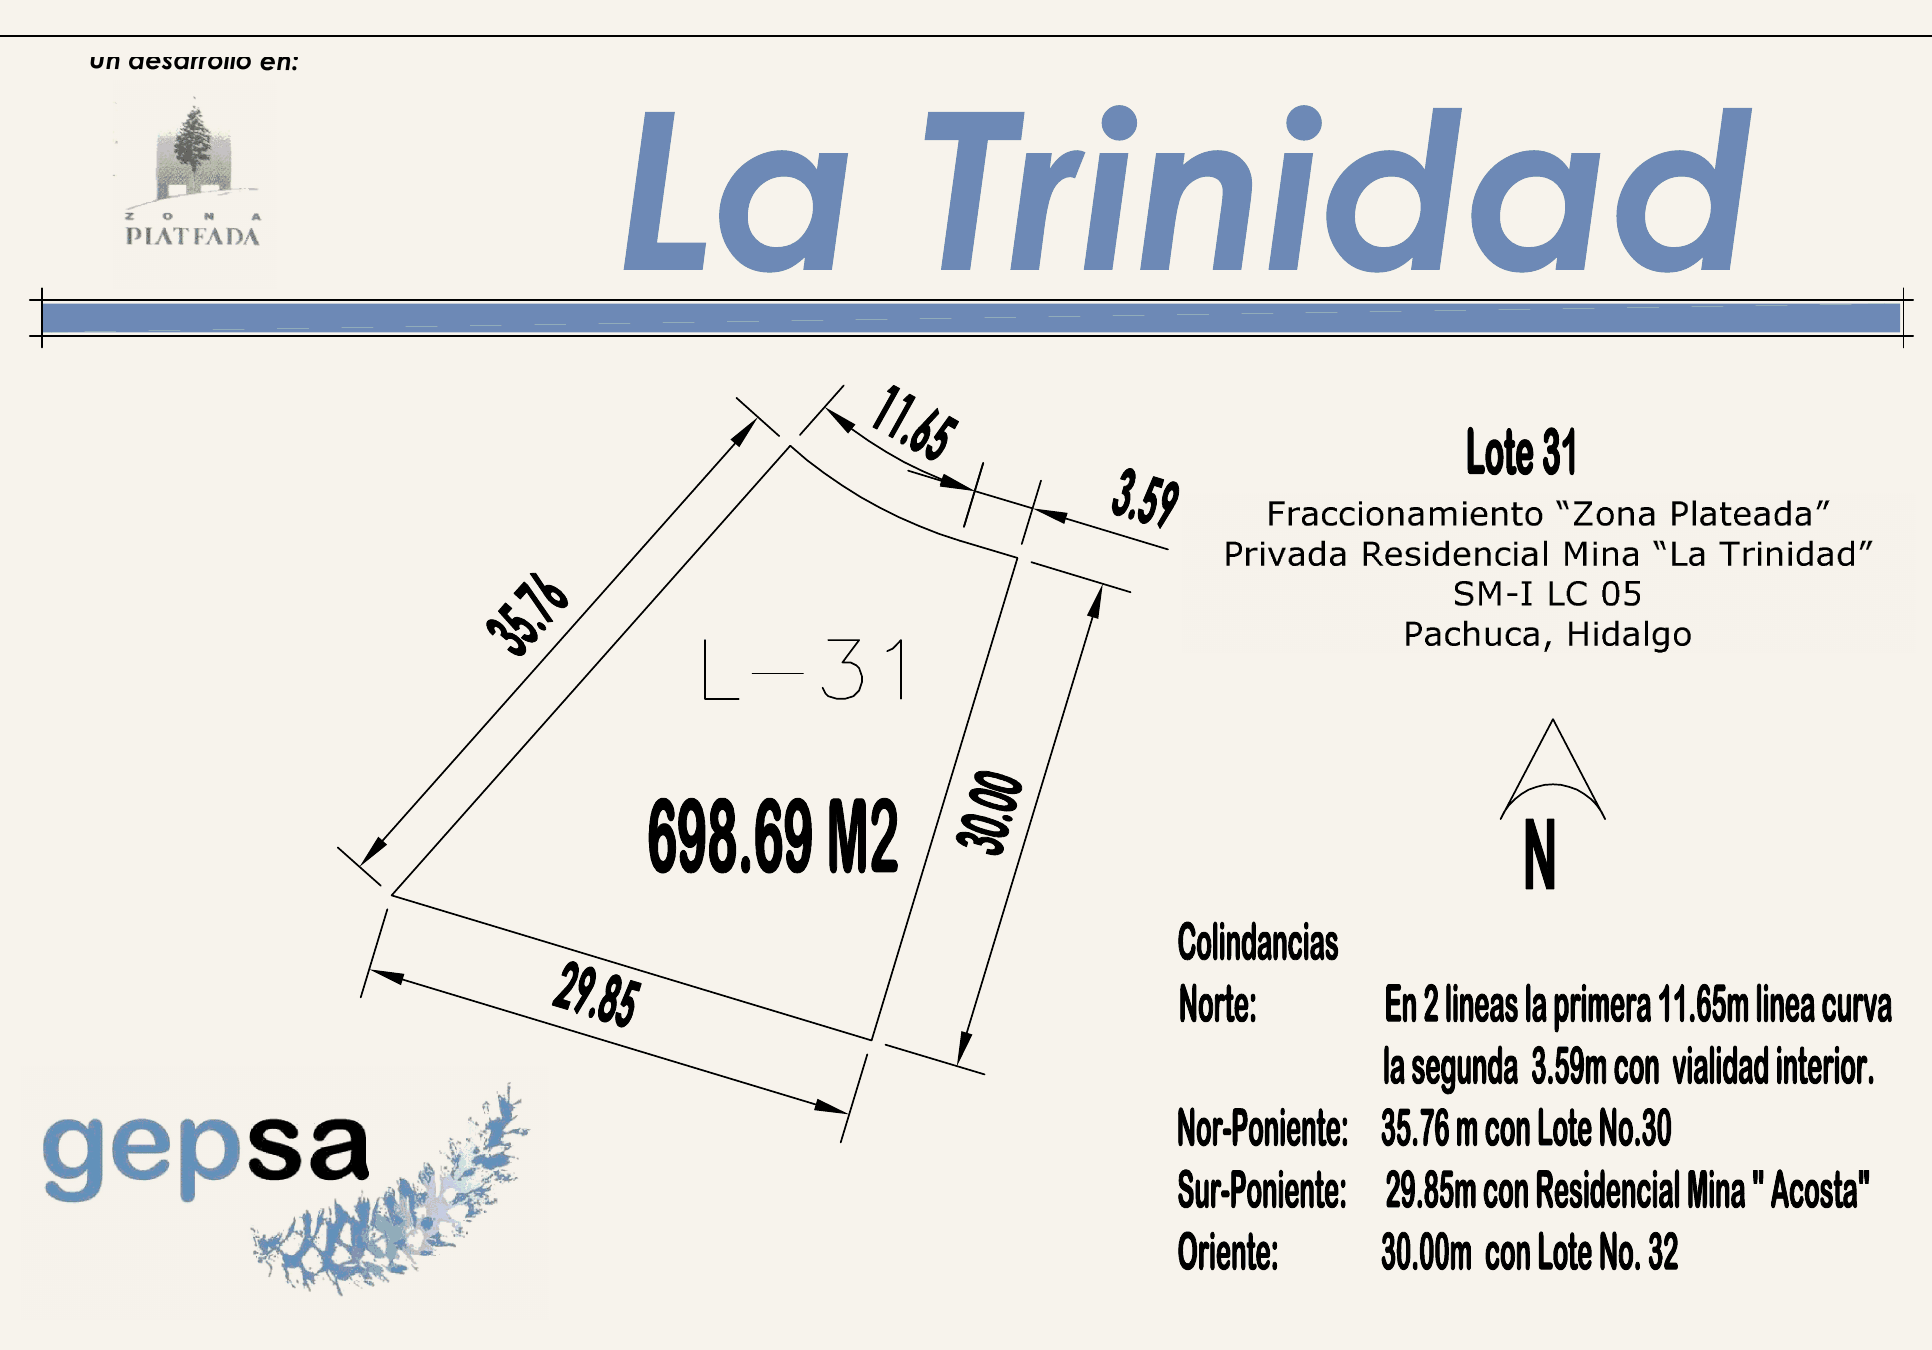 Un desarrollo en:
ZONA
PLATEADA
La Trinidad
11.65
3.59
35.76
L-31
698.69 M2
30.00
29.85
Lote 31
Fraccionamiento “Zona Plateada”
Privada Residencial Mina “La Trinidad”
SM-I LC 05
Pachuca, Hidalgo
N
Colindancias
Norte: En 2 lineas la primera 11.65m linea curva
la segunda 3.59m con vialidad interior.
Nor-Poniente: 35.76 m con Lote No.30
Sur-Poniente: 29.85m con Residencial Mina " Acosta"
Oriente: 30.00m con Lote No. 32
gepsa